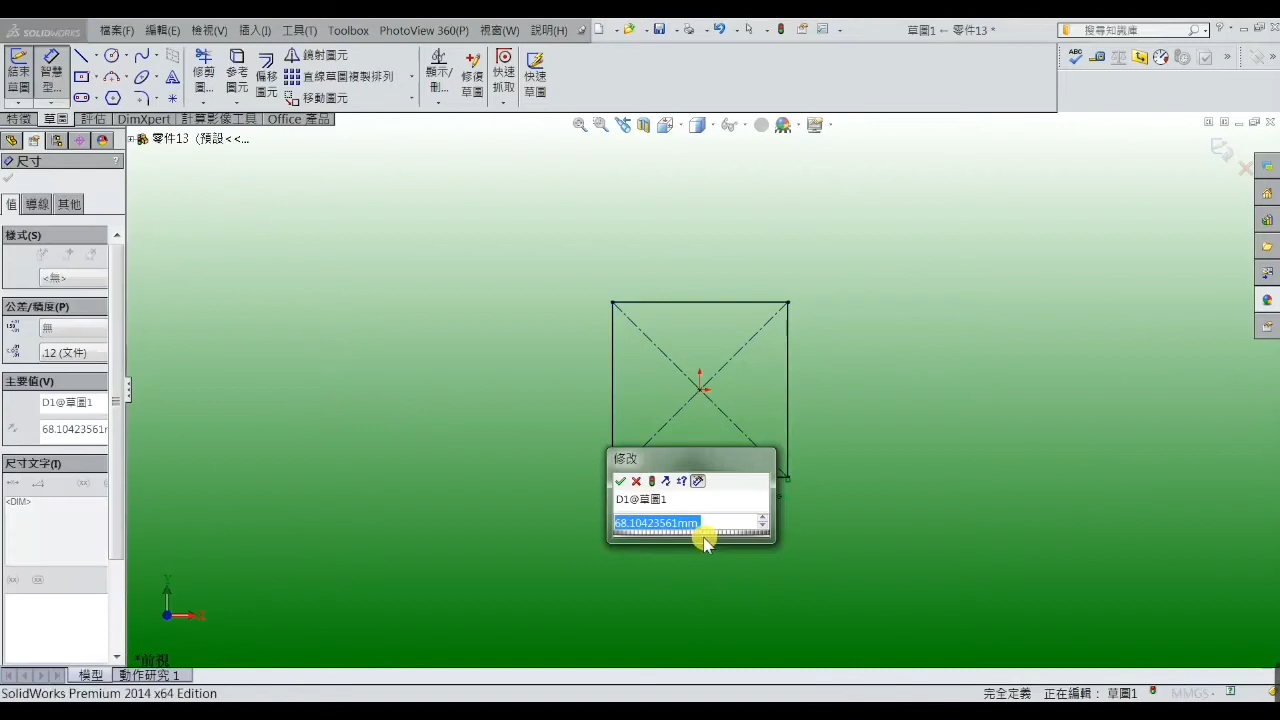 SOLIDWORKS 檔案(F) 編輯(E) 檢視(V) 插入(I) 工具(T) Toolbox PhotoView 360(P) 視窗(W) 說明(H) 草圖1 ← 零件13 * 搜尋知識庫
結束草圖 智慧型... 修剪圖... 參考圖元 偏移圖元 鏡射圖元 直線草圖複製排列 移動圖元 顯示/刪... 修復草圖 快速抓取 快速草圖
特徵 草圖 評估 DimXpert 計算影像工具 Office 產品
零件13 (預設<<...
尺寸 ?
值 導線 其他
樣式(S)
<無>
公差/精度(P)
無
.12 (文件)
主要值(V)
D1@草圖1
68.10423561m
尺寸文字(I)
<DIM>
修改
D1@草圖1
68.10423561mm
Y
X
*前視
模型 動作研究 1
SolidWorks Premium 2014 x64 Edition 完全定義 正在編輯: 草圖1 MMGS